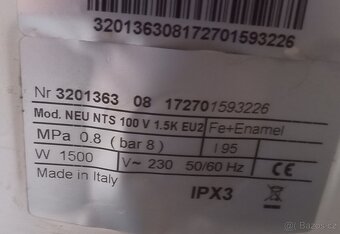 320136308172701593226
Nr 3201363 08 172701593226
Mod. NEU NTS 100 V 1.5K EU2 Fe+Enamel
MPa 0.8 (bar 8) l 95
W 1500 V~ 230 50/60 Hz CE
Made in Italy IPX3
bazos.cz